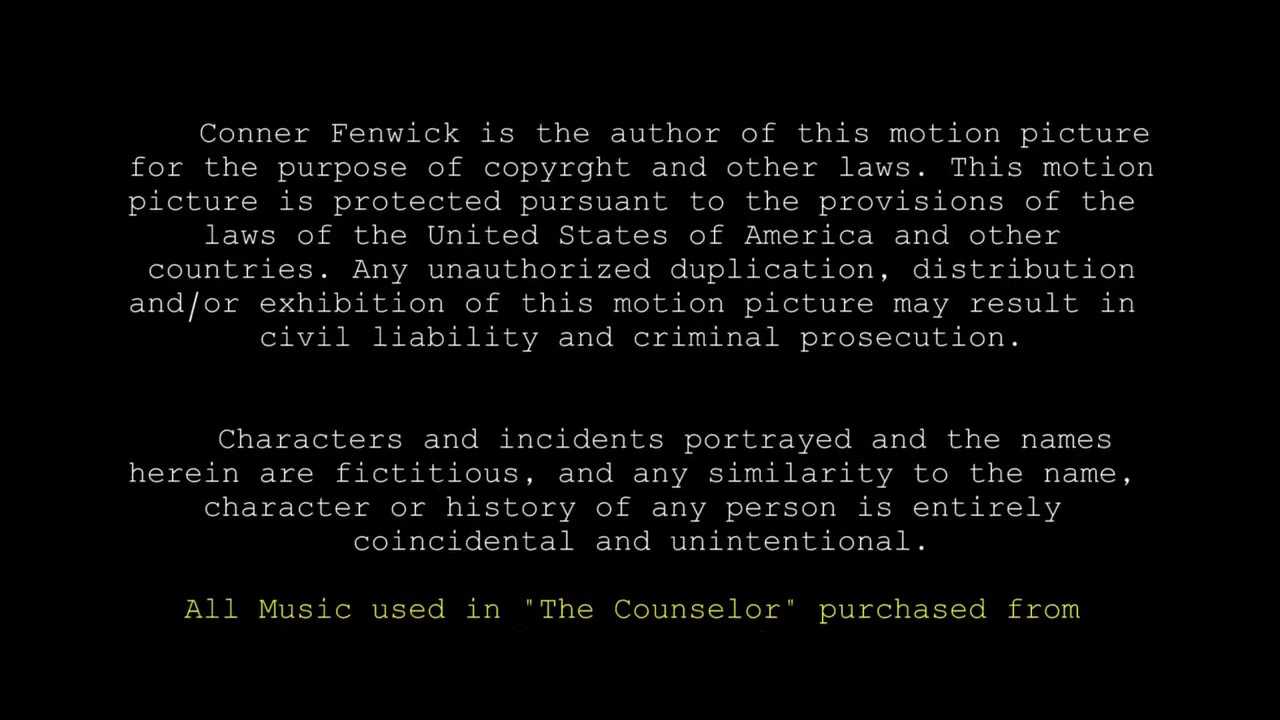 Conner Fenwick is the author of this motion picture
for the purpose of copyrght and other laws. This motion
picture is protected pursuant to the provisions of the
laws of the United States of America and other
countries. Any unauthorized duplication, distribution
and/or exhibition of this motion picture may result in
civil liability and criminal prosecution.
Characters and incidents portrayed and the names
herein are fictitious, and any similarity to the name,
character or history of any person is entirely
coincidental and unintentional.
All Music used in "The Counselor" purchased from